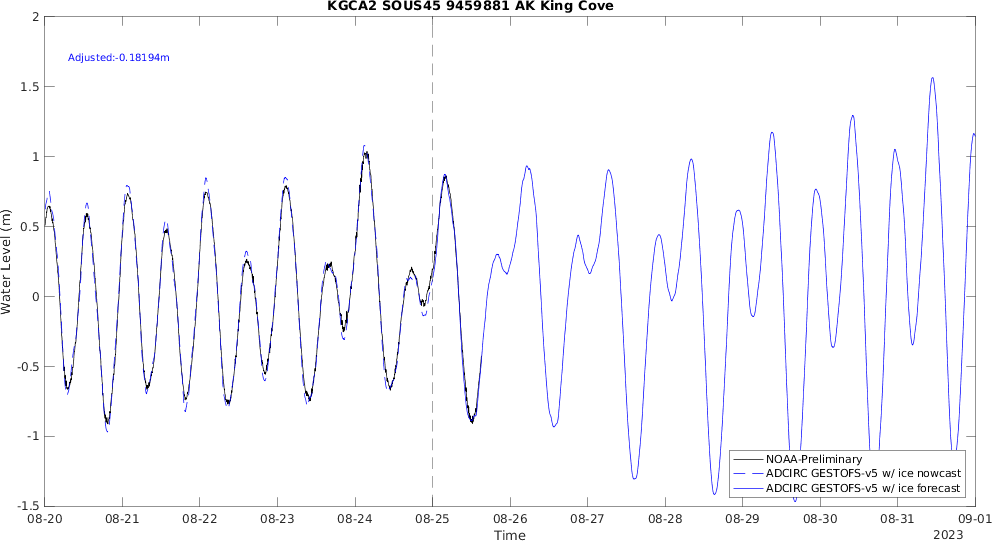 KGCA2 SOUS45 9459881 AK King Cove
Adjusted:-0.18194m
Water Level (m)
2
1.5
1
0.5
0
-0.5
-1
-1.5
NOAA-Preliminary
ADCIRC GESTOFS-v5 w/ ice nowcast
ADCIRC GESTOFS-v5 w/ ice forecast
08-20 08-21 08-22 08-23 08-24 08-25 08-26 08-27 08-28 08-29 08-30 08-31 09-01
Time
2023